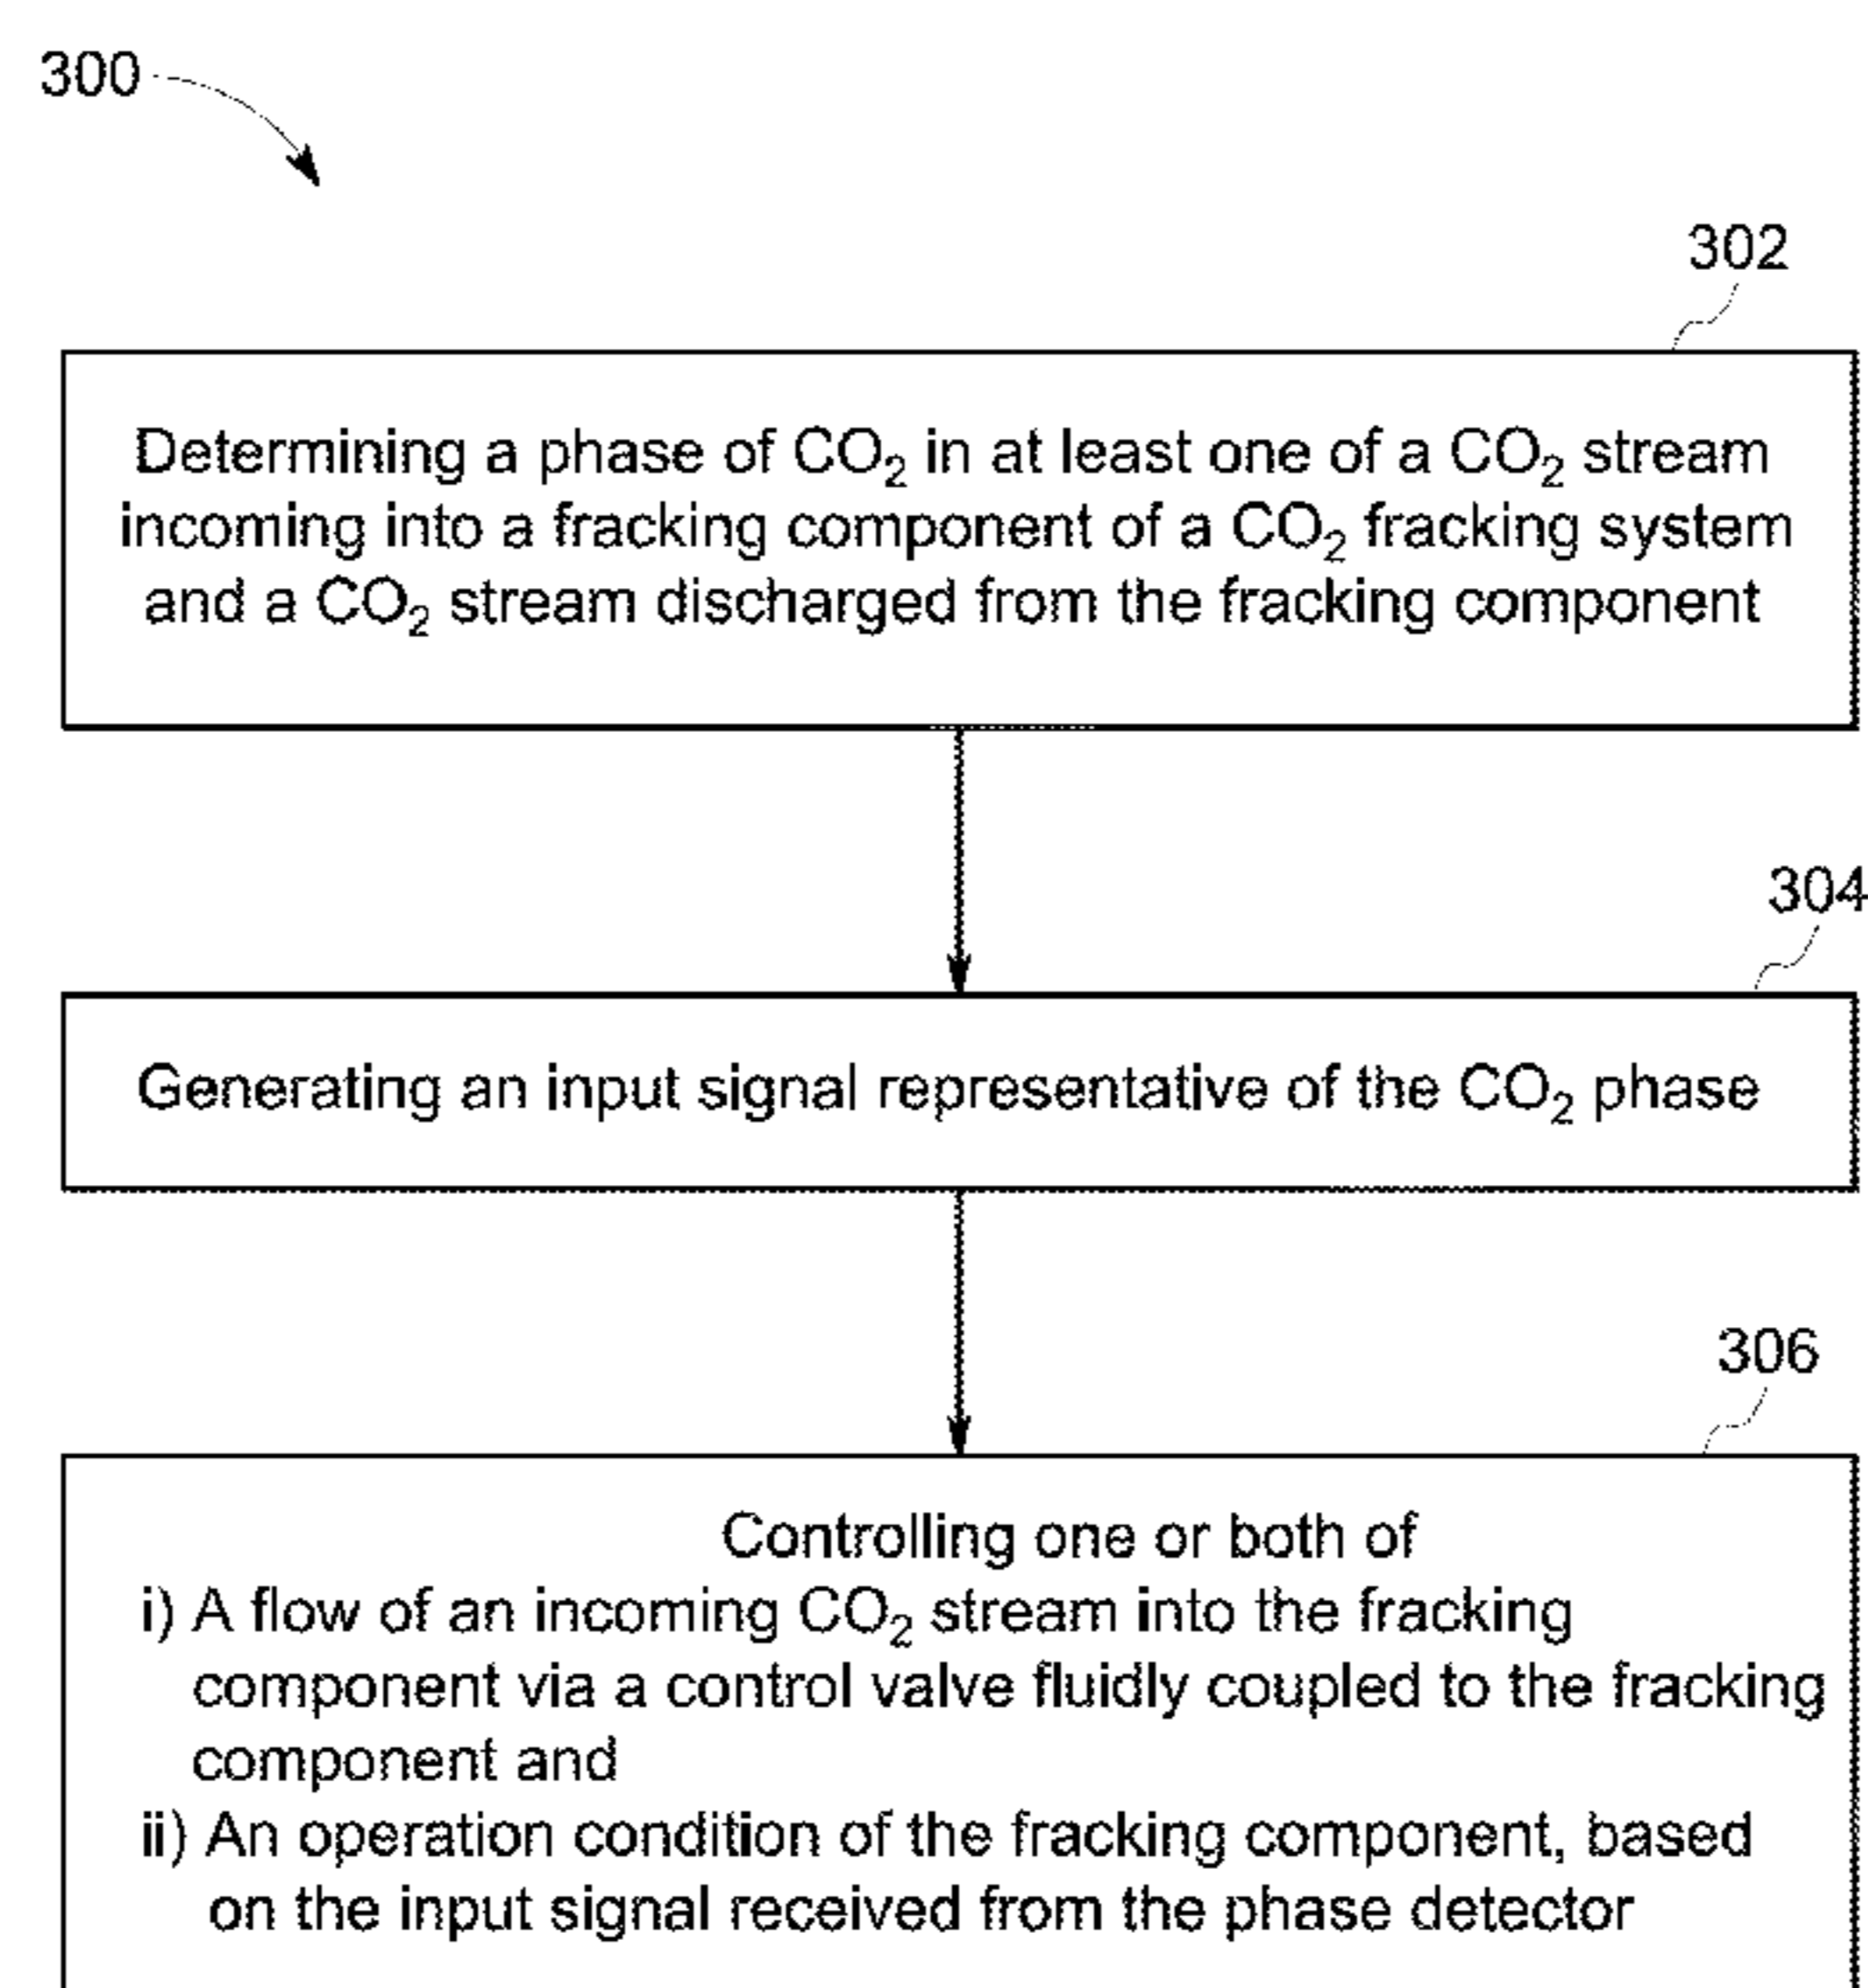 300
302
Determining a phase of CO₂ in at least one of a CO₂ stream
incoming into a fracking component of a CO₂ fracking system
and a CO₂ stream discharged from the fracking component
304
Generating an input signal representative of the CO₂ phase
306
Controlling one or both of
i) A flow of an incoming CO₂ stream into the fracking
component via a control valve fluidly coupled to the fracking
component and
ii) An operation condition of the fracking component, based
on the input signal received from the phase detector